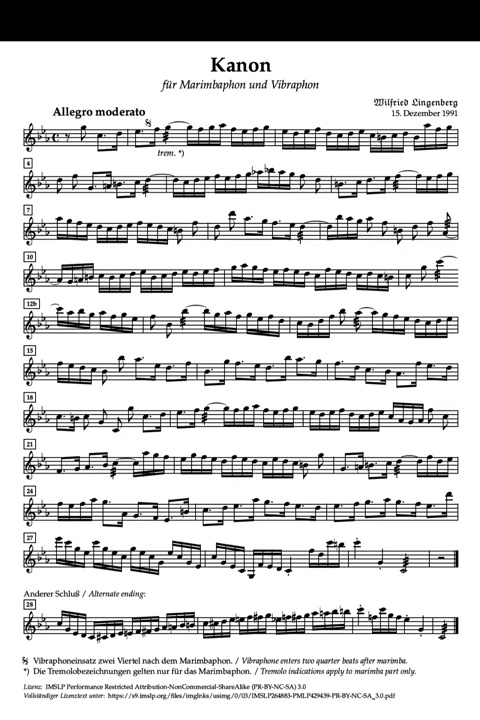 Kanon
für Marimbaphon und Vibraphon
Wilfried Lingenberg
15. Dezember 1991
Allegro moderato
trem. *)
4
7
10
12b
15
18
21
24
27
Anderer Schluß / Alternate ending:
28
Vibraphoneinsatz zwei Viertel nach dem Marimbaphon. / Vibraphone enters two quarter beats after marimba.
*) Die Tremolobezeichnungen gelten nur für das Marimbaphon. / Tremolo indications apply to marimba part only.
Lizenz: IMSLP Performance Restricted Attribution-NonCommercial-ShareAlike (PR-BY-NC-SA) 3.0
Vollständiger Lizenztext unter: https://s9.imslp.org/files/imglnks/usimg/0/03/IMSLP264883-PMLP429439-PR-BY-NC-SA_3.0.pdf